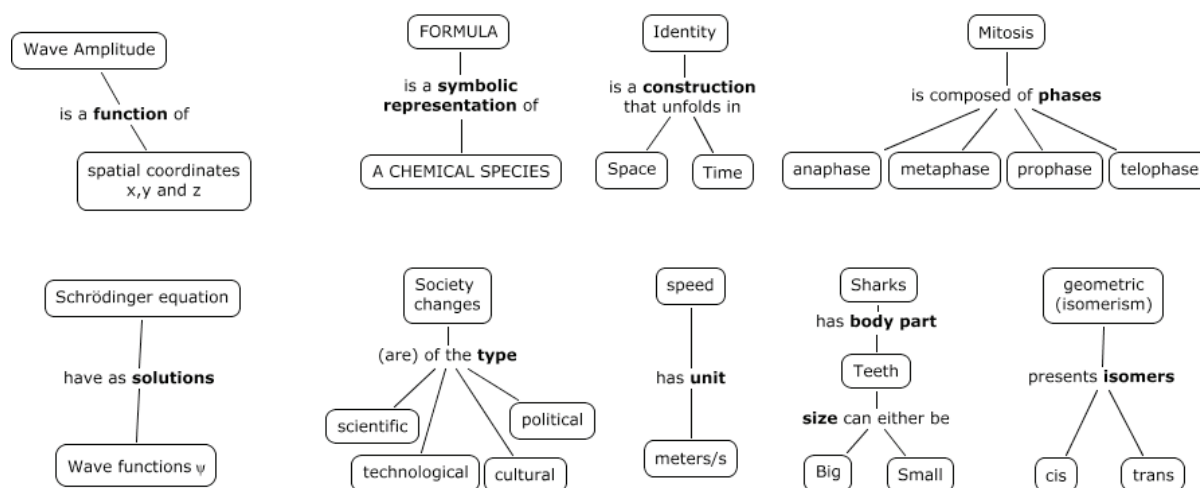 Wave Amplitude
is a function of
spatial coordinates
x,y and z
FORMULA
is a symbolic
representation of
A CHEMICAL SPECIES
Identity
is a construction
that unfolds in
Space
Time
Mitosis
is composed of phases
anaphase
metaphase
prophase
telophase
Schrödinger equation
have as solutions
Wave functions ψ
Society
changes
(are) of the type
scientific
technological
cultural
political
speed
has unit
meters/s
Sharks
has body part
Teeth
size can either be
Big
Small
geometric
(isomerism)
presents isomers
cis
trans